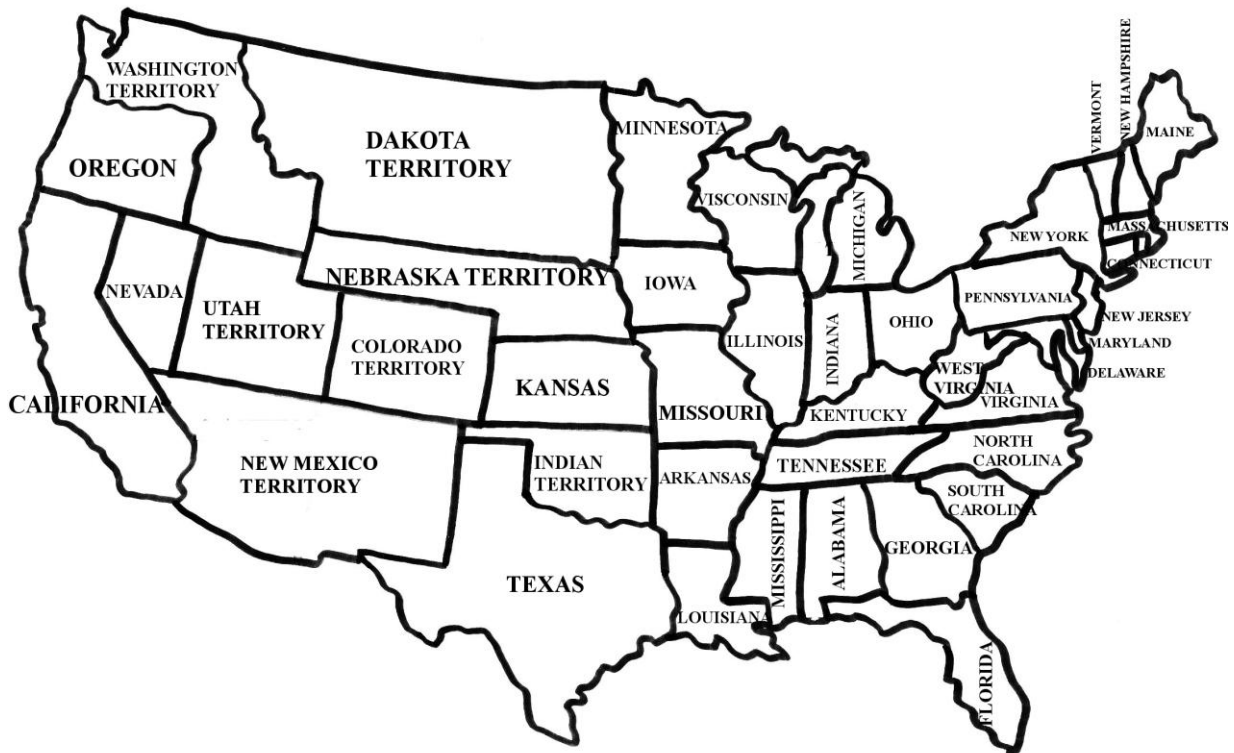 WASHINGTON
TERRITORY
DAKOTA
TERRITORY
MINNESOTA
VERMONT
NEW HAMPSHIRE
MAINE
OREGON
WISCONSIN
MICHIGAN
NEW YORK
MASSACHUSETTS
CONNECTICUT
NEVADA
UTAH
TERRITORY
NEBRASKA TERRITORY
IOWA
PENNSYLVANIA
NEW JERSEY
COLORADO
TERRITORY
ILLINOIS
INDIANA
OHIO
MARYLAND
DELAWARE
WEST
VIRGINIA
VIRGINIA
CALIFORNIA
KANSAS
MISSOURI
KENTUCKY
NEW MEXICO
TERRITORY
INDIAN
TERRITORY
ARKANSAS
TENNESSEE
NORTH
CAROLINA
SOUTH
CAROLINA
TEXAS
LOUISIANA
MISSISSIPPI
ALABAMA
GEORGIA
FLORIDA